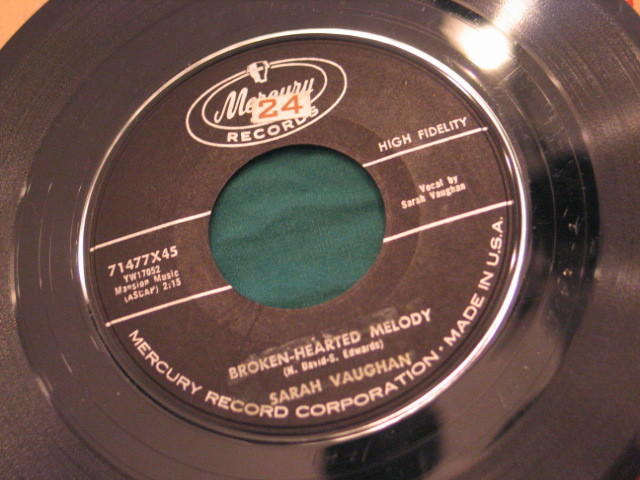 Mercury
24
RECORDS
HIGH FIDELITY
Vocal by
Sarah Vaughan
71477X45
YW17052
Mansion Music
(ASCAP) 2:15
BROKEN-HEARTED MELODY
(H. David-S. Edwards)
SARAH VAUGHAN
MERCURY RECORD CORPORATION • MADE IN U.S.A.